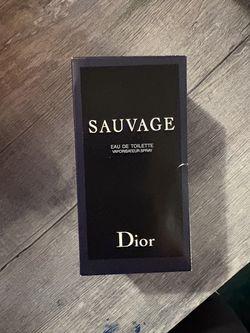 SAUVAGE
EAU DE TOILETTE
VAPORISATEUR-SPRAY
Dior